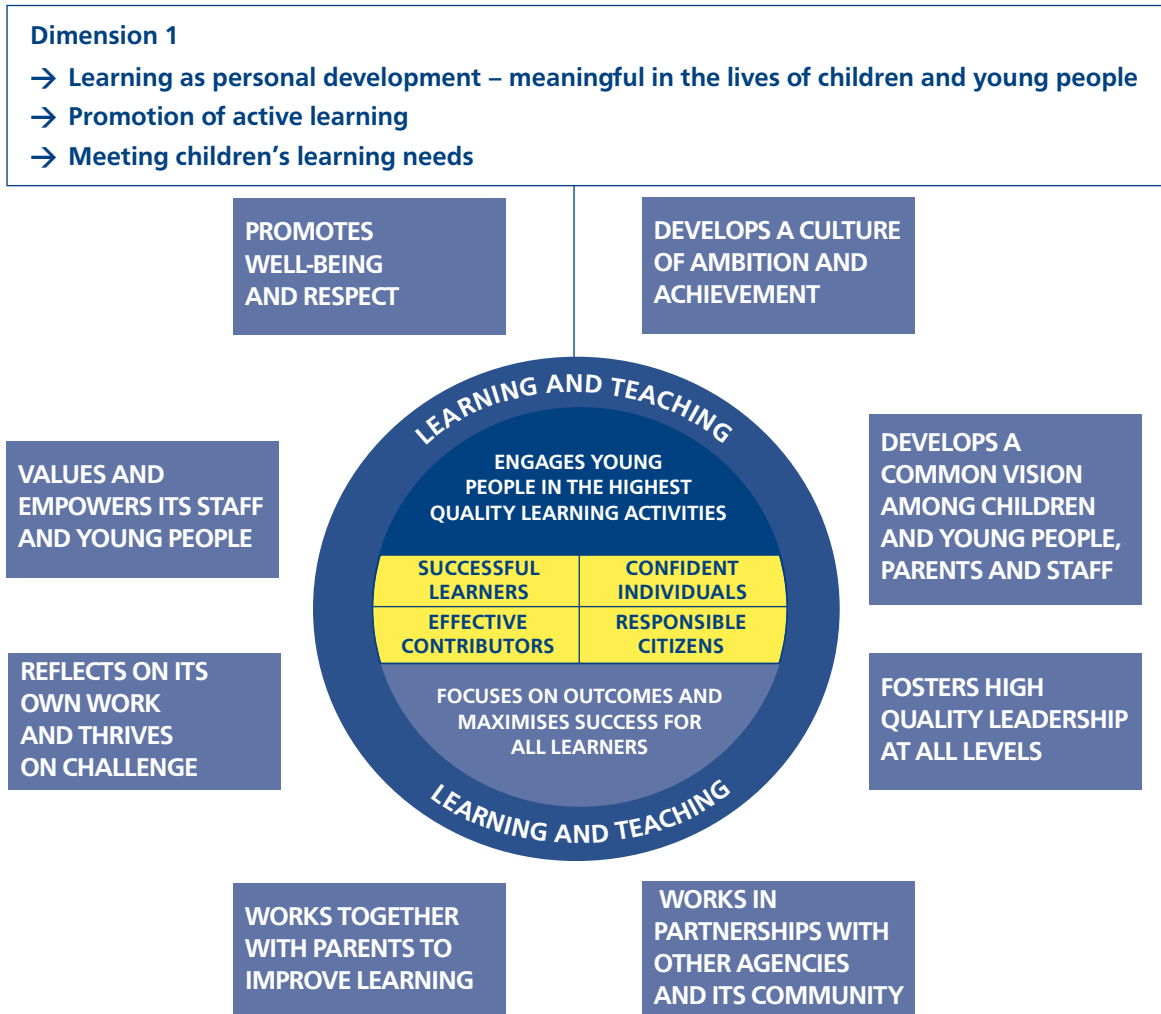 Dimension 1
→ Learning as personal development – meaningful in the lives of children and young people
→ Promotion of active learning
→ Meeting children's learning needs
PROMOTES
WELL-BEING
AND RESPECT
DEVELOPS A CULTURE
OF AMBITION AND
ACHIEVEMENT
LEARNING AND TEACHING
ENGAGES YOUNG
PEOPLE IN THE HIGHEST
QUALITY LEARNING ACTIVITIES
VALUES AND
EMPOWERS ITS STAFF
AND YOUNG PEOPLE
DEVELOPS A
COMMON VISION
AMONG CHILDREN
AND YOUNG PEOPLE,
PARENTS AND STAFF
SUCCESSFUL
LEARNERS
CONFIDENT
INDIVIDUALS
EFFECTIVE
CONTRIBUTORS
RESPONSIBLE
CITIZENS
REFLECTS ON ITS
OWN WORK
AND THRIVES
ON CHALLENGE
FOCUSES ON OUTCOMES AND
MAXIMISES SUCCESS FOR
ALL LEARNERS
FOSTERS HIGH
QUALITY LEADERSHIP
AT ALL LEVELS
LEARNING AND TEACHING
WORKS TOGETHER
WITH PARENTS TO
IMPROVE LEARNING
WORKS IN
PARTNERSHIPS WITH
OTHER AGENCIES
AND ITS COMMUNITY